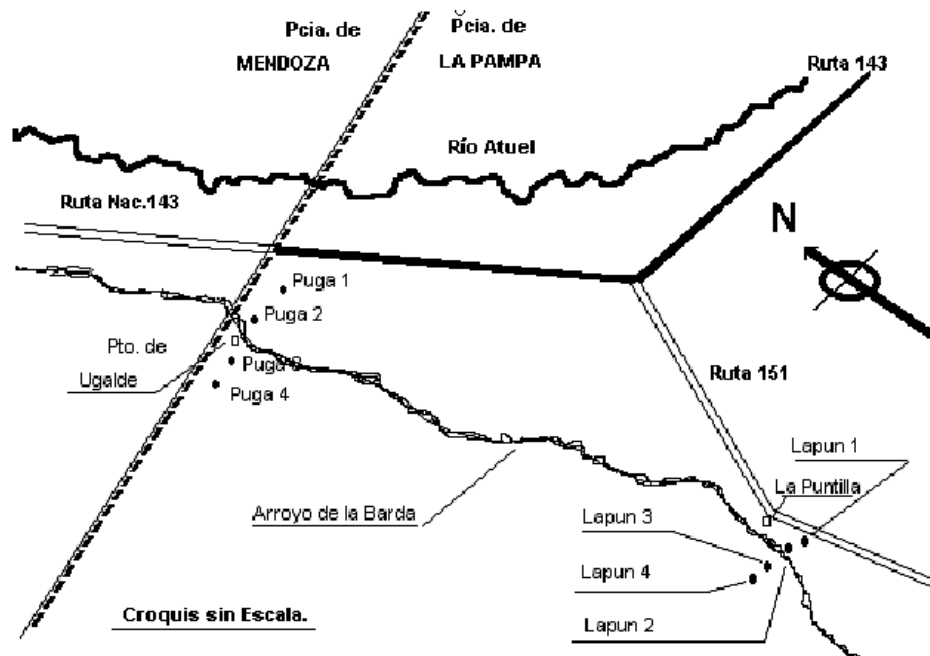 Pcia. de
MENDOZA
Pcia. de
LA PAMPA
Ruta 143
Río Atuel
Ruta Nac.143
N
Puga 1
Puga 2
Pto. de
Ugalde
Puga 3
Puga 4
Ruta 151
Lapun 1
La Puntilla
Arroyo de la Barda
Lapun 3
Lapun 4
Lapun 2
Croquis sin Escala.